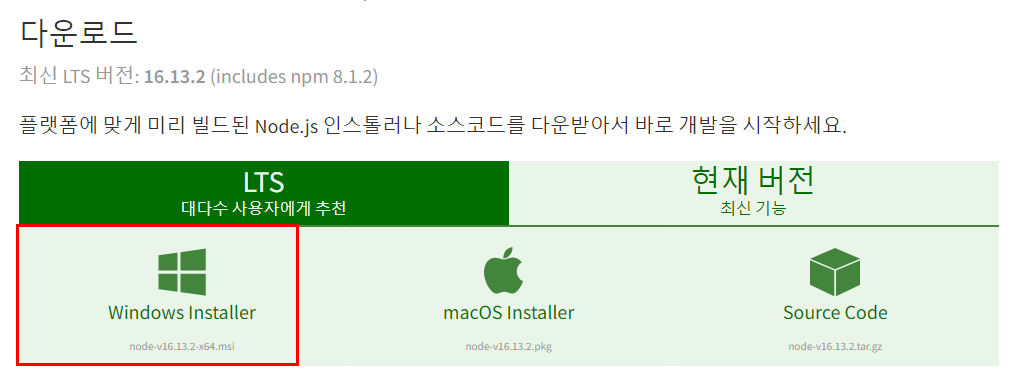 다운로드
최신 LTS 버전: 16.13.2 (includes npm 8.1.2)
플랫폼에 맞게 미리 빌드된 Node.js 인스톨러나 소스코드를 다운받아서 바로 개발을 시작하세요.
LTS
대다수 사용자에게 추천
현재 버전
최신 기능
Windows Installer
node-v16.13.2-x64.msi
macOS Installer
node-v16.13.2.pkg
Source Code
node-v16.13.2.tar.gz